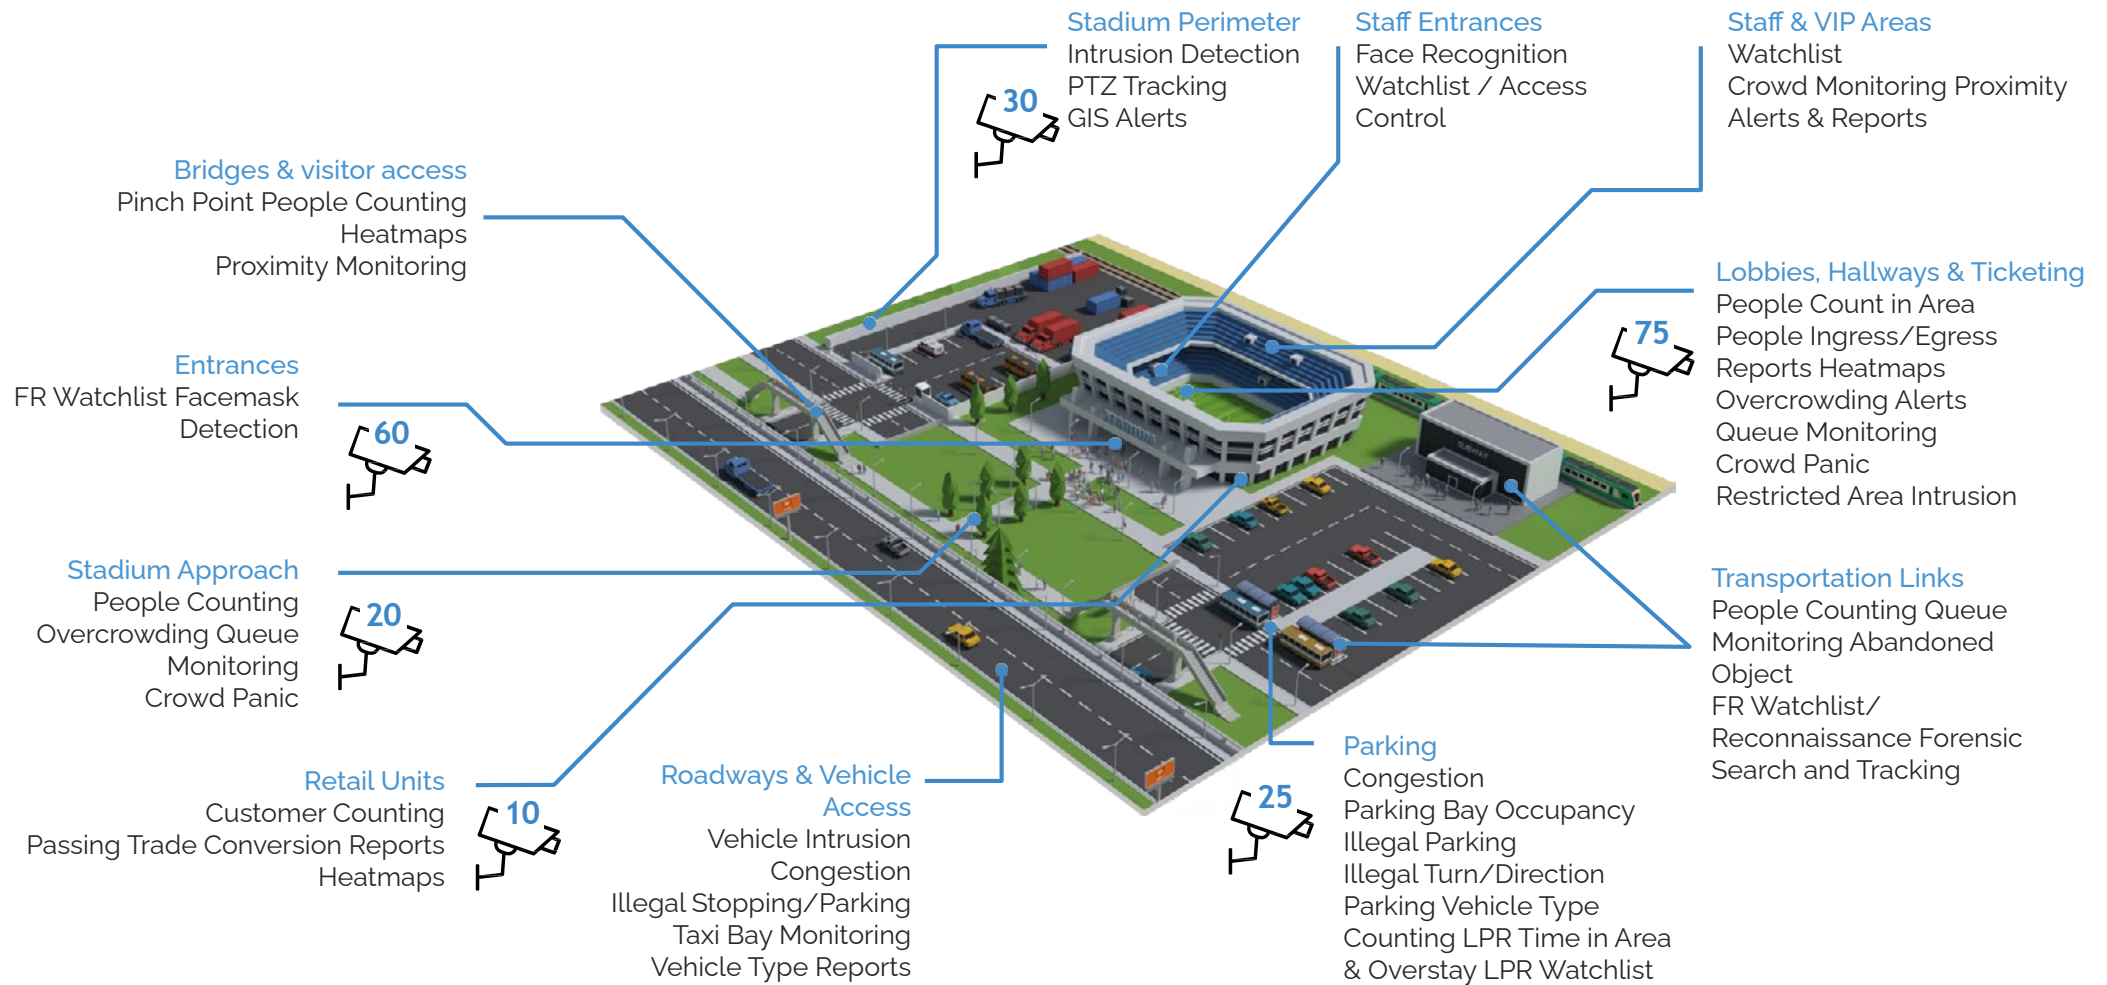 Stadium Perimeter
Intrusion Detection
PTZ Tracking
GIS Alerts
30
Staff Entrances
Face Recognition
Watchlist / Access
Control
Staff & VIP Areas
Watchlist
Crowd Monitoring Proximity
Alerts & Reports
Bridges & visitor access
Pinch Point People Counting
Heatmaps
Proximity Monitoring
Lobbies, Hallways & Ticketing
People Count in Area
People Ingress/Egress
Reports Heatmaps
Overcrowding Alerts
Queue Monitoring
Crowd Panic
Restricted Area Intrusion
75
Entrances
FR Watchlist Facemask
Detection
60
STADIUM
SUBWAY
Stadium Approach
People Counting
Overcrowding Queue
Monitoring
Crowd Panic
20
Transportation Links
People Counting Queue
Monitoring Abandoned
Object
FR Watchlist/
Reconnaissance Forensic
Search and Tracking
Retail Units
Customer Counting
Passing Trade Conversion Reports
Heatmaps
10
Roadways & Vehicle
Access
Vehicle Intrusion
Congestion
Illegal Stopping/Parking
Taxi Bay Monitoring
Vehicle Type Reports
Parking
Congestion
Parking Bay Occupancy
Illegal Parking
Illegal Turn/Direction
Parking Vehicle Type
Counting LPR Time in Area
& Overstay LPR Watchlist
25